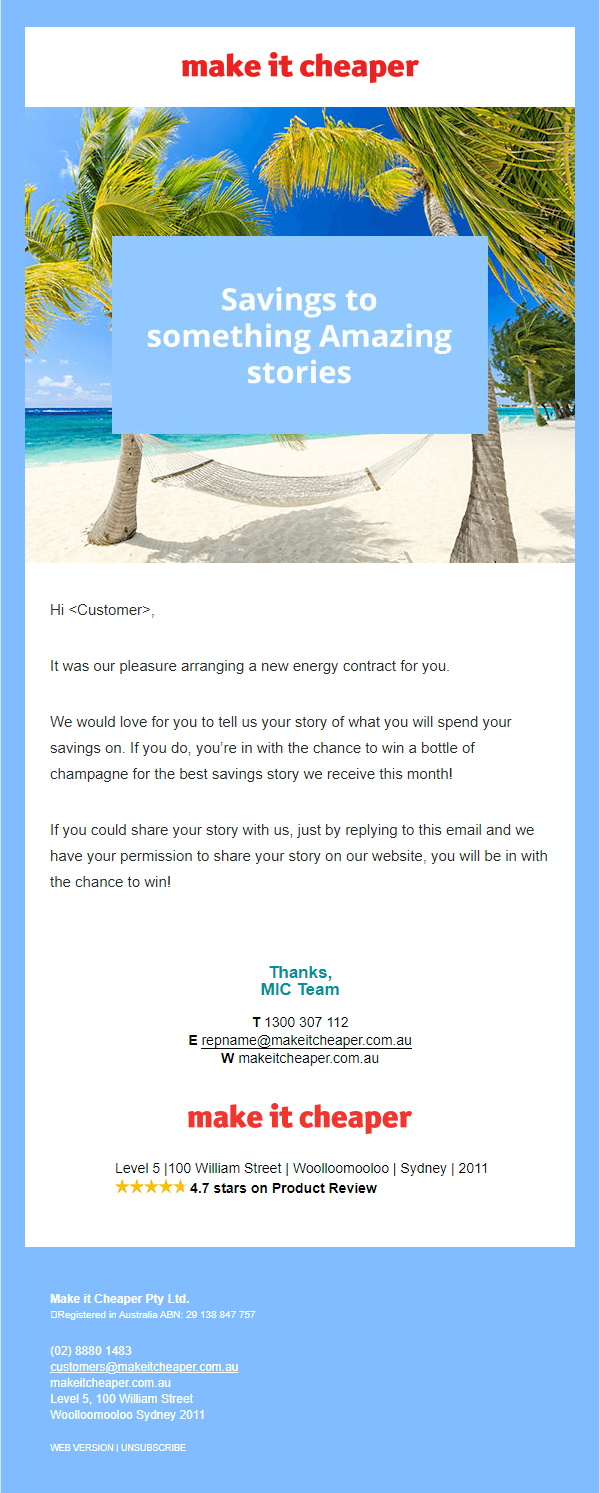 make it cheaper
Savings to
something Amazing
stories
Hi <Customer>,
It was our pleasure arranging a new energy contract for you.
We would love for you to tell us your story of what you will spend your
savings on. If you do, you’re in with the chance to win a bottle of
champagne for the best savings story we receive this month!
If you could share your story with us, just by replying to this email and we
have your permission to share your story on our website, you will be in with
the chance to win!
Thanks,
MIC Team
T 1300 307 112
E repname@makeitcheaper.com.au
W makeitcheaper.com.au
make it cheaper
Level 5 |100 William Street | Woolloomooloo | Sydney | 2011
4.7 stars on Product Review
Make it Cheaper Pty Ltd.
Registered in Australia ABN: 29 138 847 757
(02) 8880 1483
customers@makeitcheaper.com.au
makeitcheaper.com.au
Level 5, 100 William Street
Woolloomooloo Sydney 2011
WEB VERSION | UNSUBSCRIBE